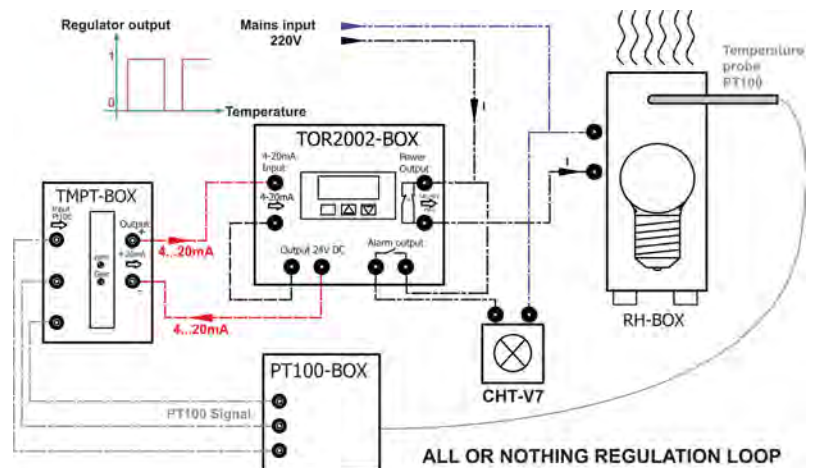 Regulator output
1
0
Temperature
Mains input
220V
I
Temperature
probe
PT100
TOR2002-BOX
4-20mA
Input
4-20mA
Power
Output
Output 24V DC
Alarm output
TMPT-BOX
Input
Output
+
4-20mA
-
4...20mA
4...20mA
I
RH-BOX
PT100-BOX
PT100 Signal
CHT-V7
ALL OR NOTHING REGULATION LOOP